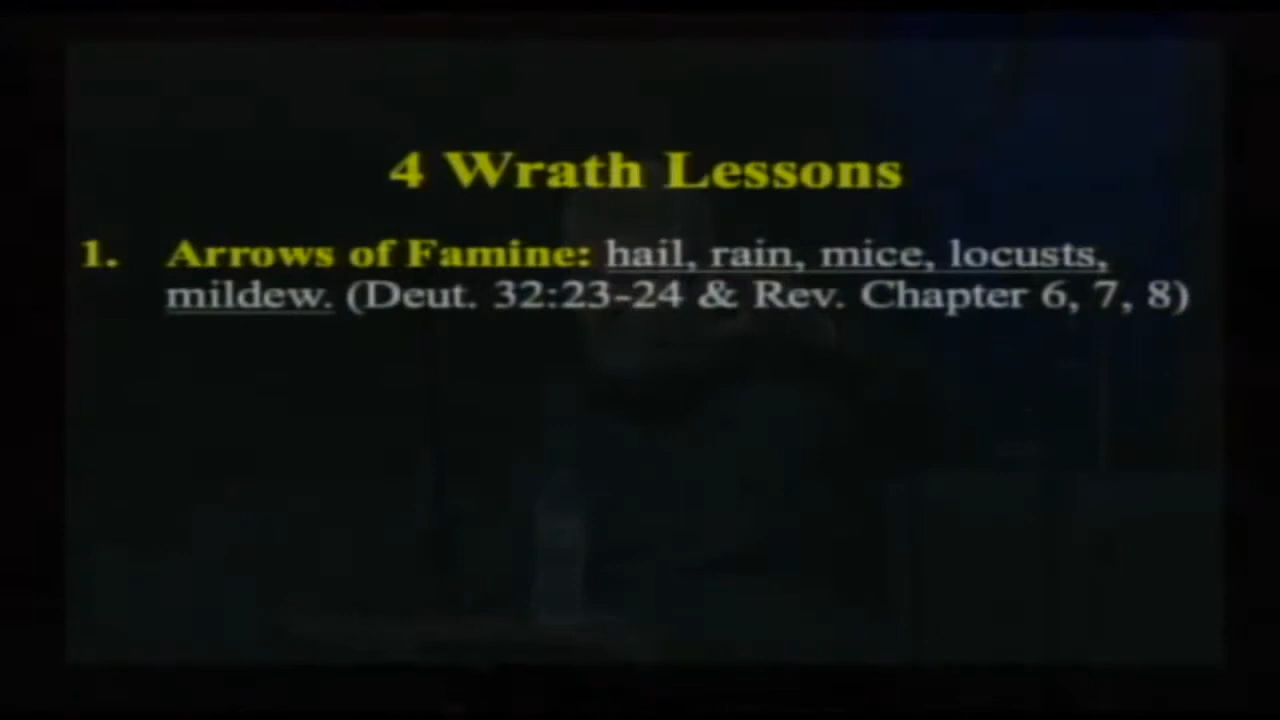 4 Wrath Lessons
1. Arrows of Famine: hail, rain, mice, locusts,
mildew. (Deut. 32:23-24 & Rev. Chapter 6, 7, 8)